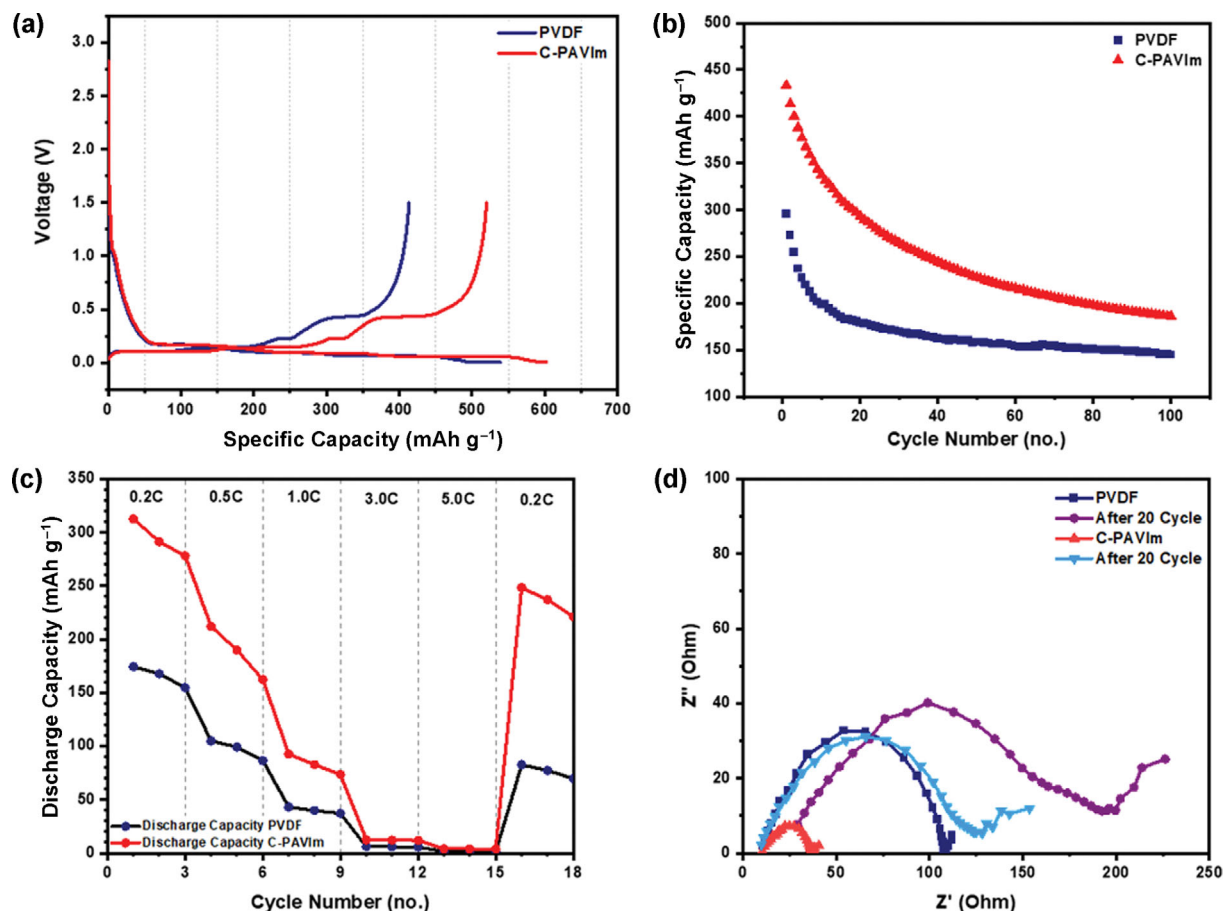 (a)
PVDF
C-PAVIm
3.0
2.5
2.0
1.5
1.0
0.5
0.0
Voltage (V)
0 100 200 300 400 500 600 700
Specific Capacity (mAh g⁻¹)
(b)
PVDF
C-PAVIm
500
450
400
350
300
250
200
150
100
Specific Capacity (mAh g⁻¹)
0 20 40 60 80 100
Cycle Number (no.)
(c)
0.2C 0.5C 1.0C 3.0C 5.0C 0.2C
350
300
250
200
150
100
50
0
Discharge Capacity (mAh g⁻¹)
Discharge Capacity PVDF
Discharge Capacity C-PAVIm
0 3 6 9 12 15 18
Cycle Number (no.)
(d)
PVDF
After 20 Cycle
C-PAVIm
After 20 Cycle
100
80
60
40
20
0
Z'' (Ohm)
0 50 100 150 200 250
Z' (Ohm)